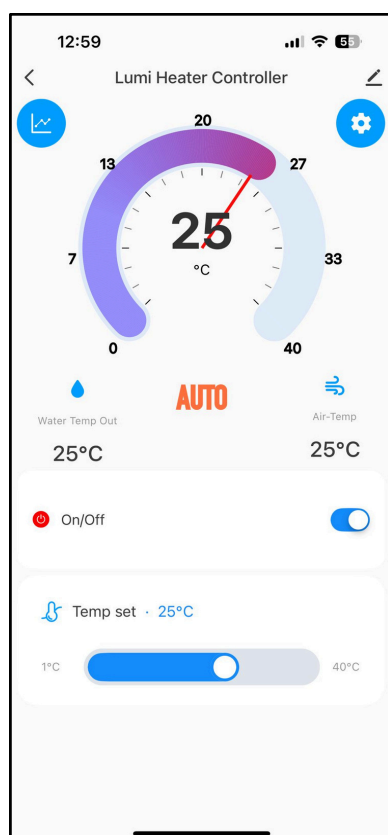 12:59
55
Lumi Heater Controller
20
13
27
25
°C
7
33
0
40
AUTO
Water Temp Out
Air-Temp
25°C
25°C
On/Off
Temp set · 25°C
1°C
40°C